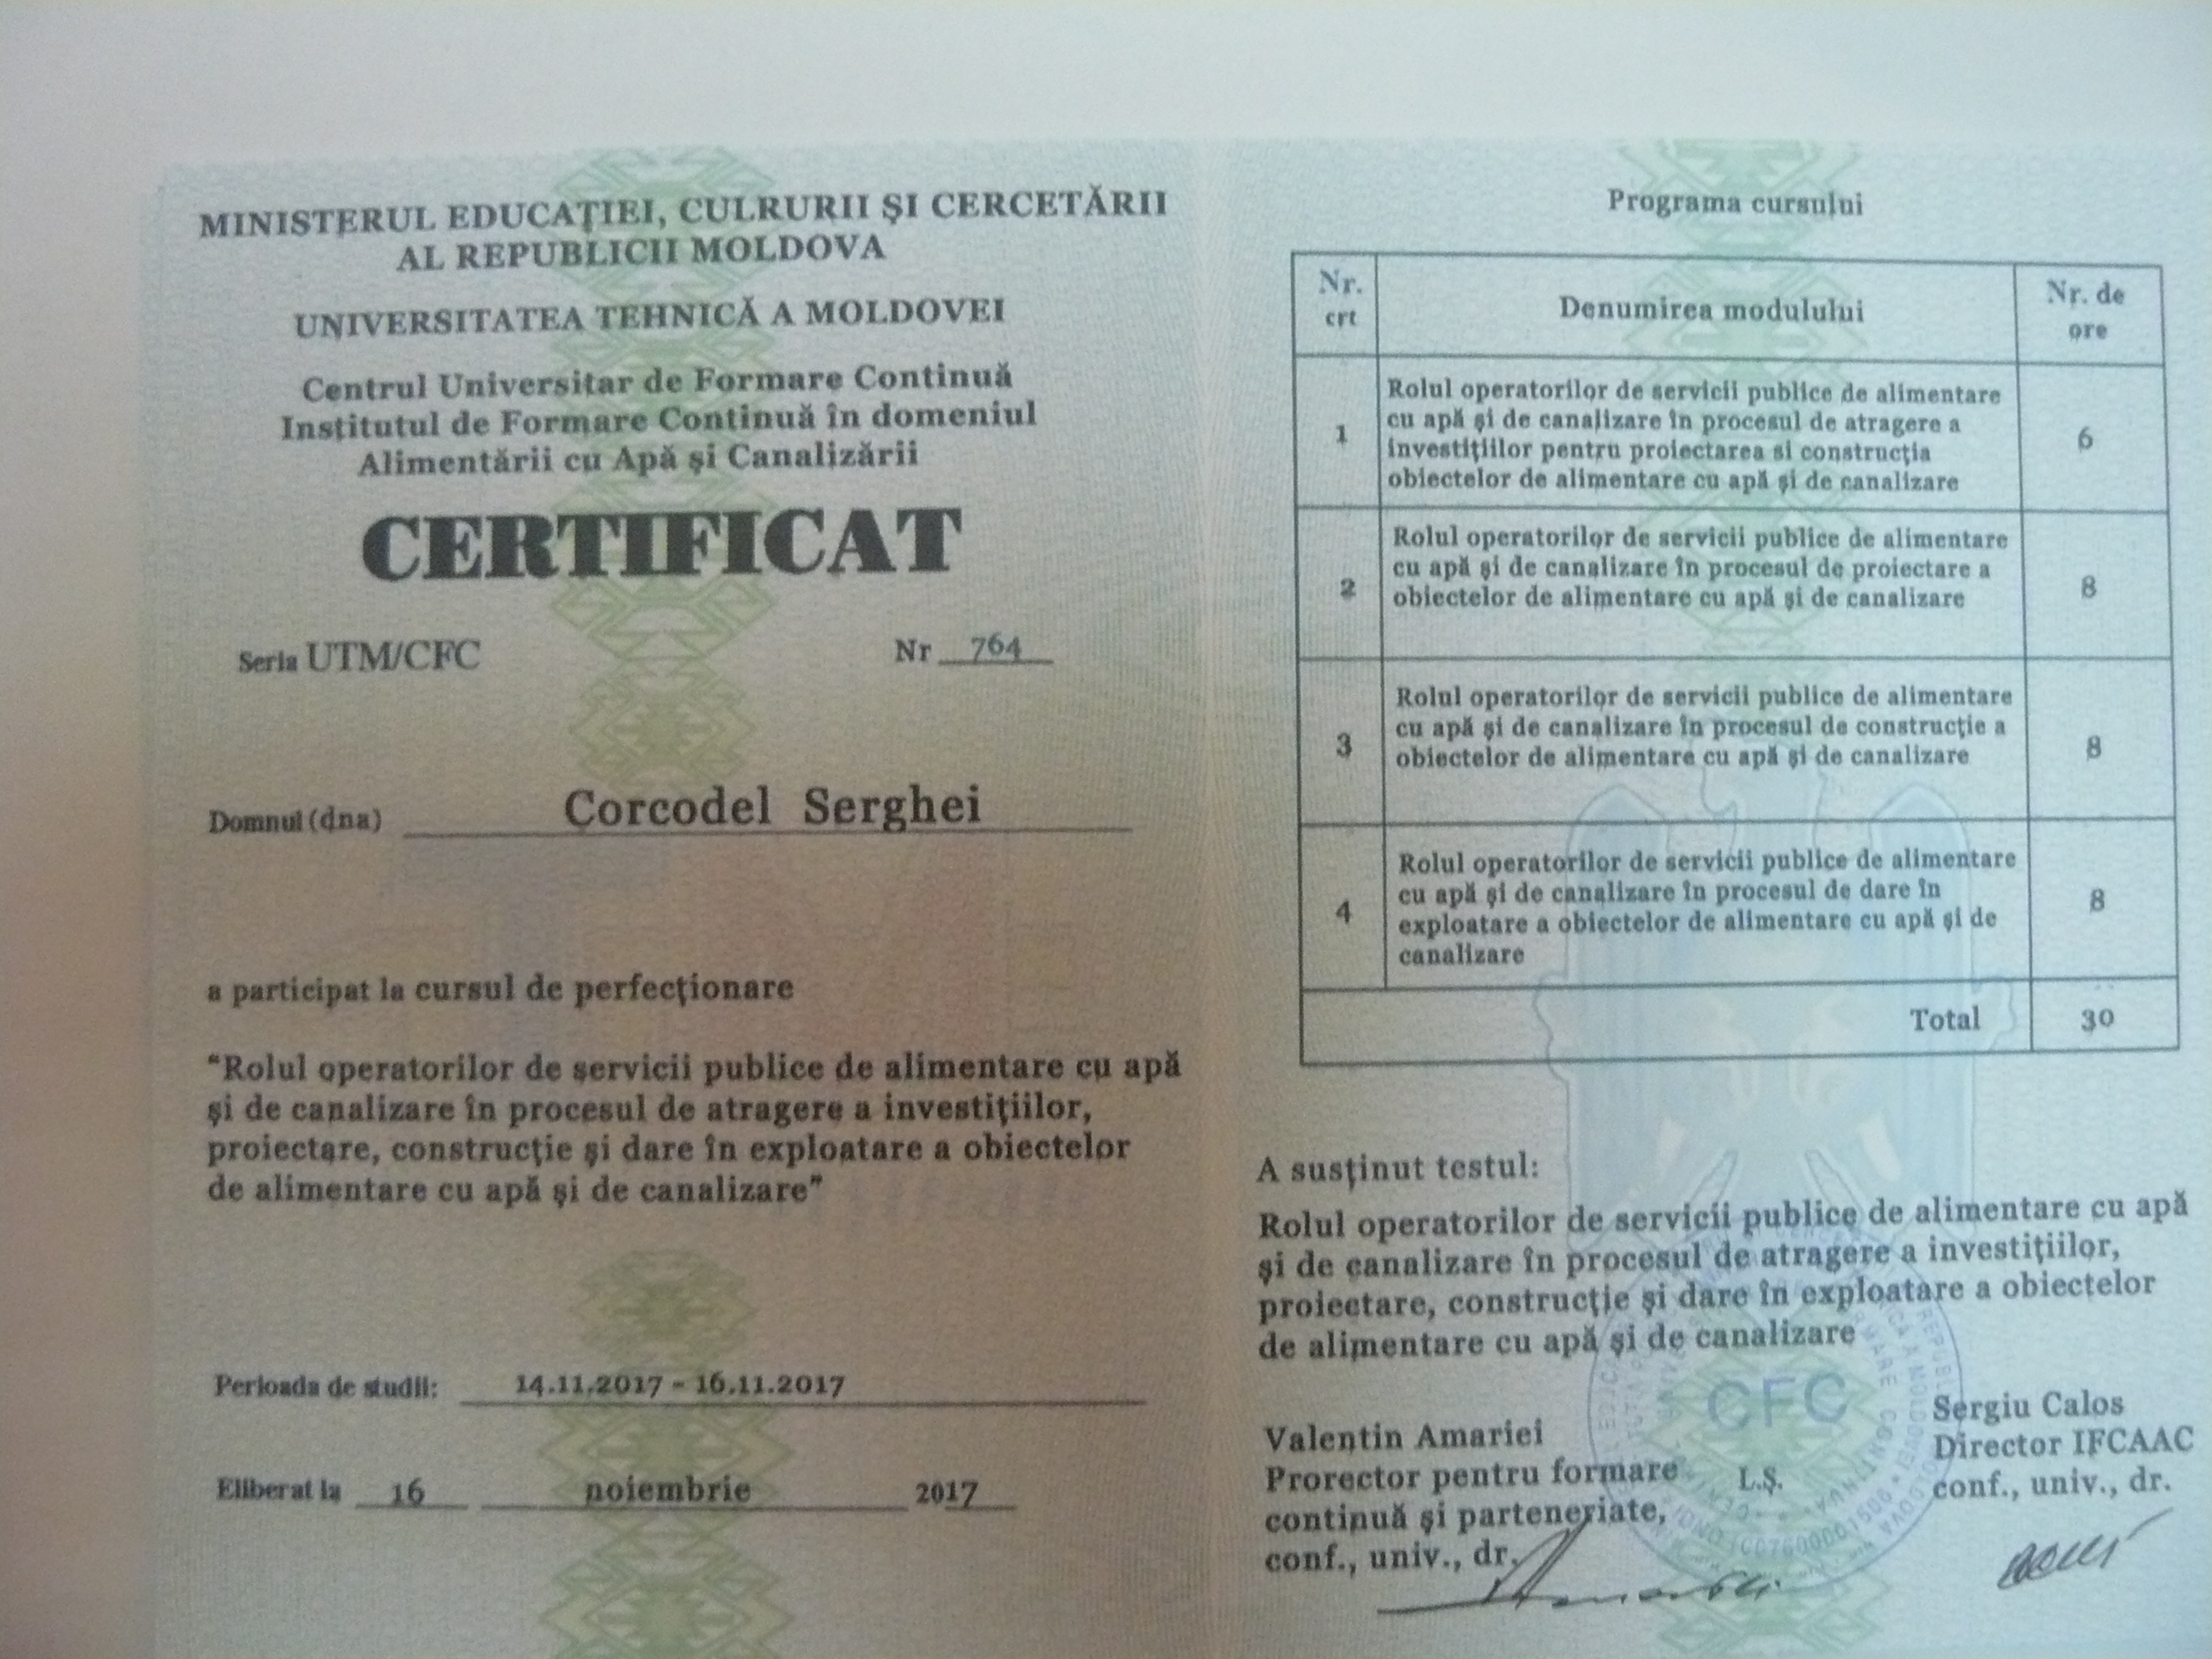 MINISTERUL EDUCAŢIEI, CULRURII ŞI CERCETĂRII
AL REPUBLICII MOLDOVA
UNIVERSITATEA TEHNICĂ A MOLDOVEI
Centrul Universitar de Formare Continuă
Institutul de Formare Continuă în domeniul
Alimentării cu Apă şi Canalizării
CERTIFICAT
Seria UTM/CFC Nr 764
Domnul (dna) Corcodel Serghei
a participat la cursul de perfecţionare
“Rolul operatorilor de servicii publice de alimentare cu apă
şi de canalizare în procesul de atragere a investiţiilor,
proiectare, construcţie şi dare în exploatare a obiectelor
de alimentare cu apă şi de canalizare”
Perioada de studii: 14.11.2017 - 16.11.2017
Eliberat la 16 noiembrie 2017
Programa cursului
Nr. crt Denumirea modulului Nr. de ore
1 Rolul operatorilor de servicii publice de alimentare
cu apă şi de canalizare în procesul de atragere a
investiţiilor pentru proiectarea si construcţia
obiectelor de alimentare cu apă şi de canalizare 6
2 Rolul operatorilor de servicii publice de alimentare
cu apă şi de canalizare în procesul de proiectare a
obiectelor de alimentare cu apă şi de canalizare 8
3 Rolul operatorilor de servicii publice de alimentare
cu apă şi de canalizare în procesul de construcţie a
obiectelor de alimentare cu apă şi de canalizare 8
4 Rolul operatorilor de servicii publice de alimentare
cu apă şi de canalizare în procesul de dare în
exploatare a obiectelor de alimentare cu apă şi de
canalizare 8
Total 30
A susţinut testul:
Rolul operatorilor de servicii publice de alimentare cu apă
şi de canalizare în procesul de atragere a investiţiilor,
proiectare, construcţie şi dare în exploatare a obiectelor
de alimentare cu apă şi de canalizare
Valentin Amariei
Prorector pentru formare
continuă şi parteneriate,
conf., univ., dr.
L.Ş.
CFC
Sergiu Calos
Director IFCAAC
conf., univ., dr.